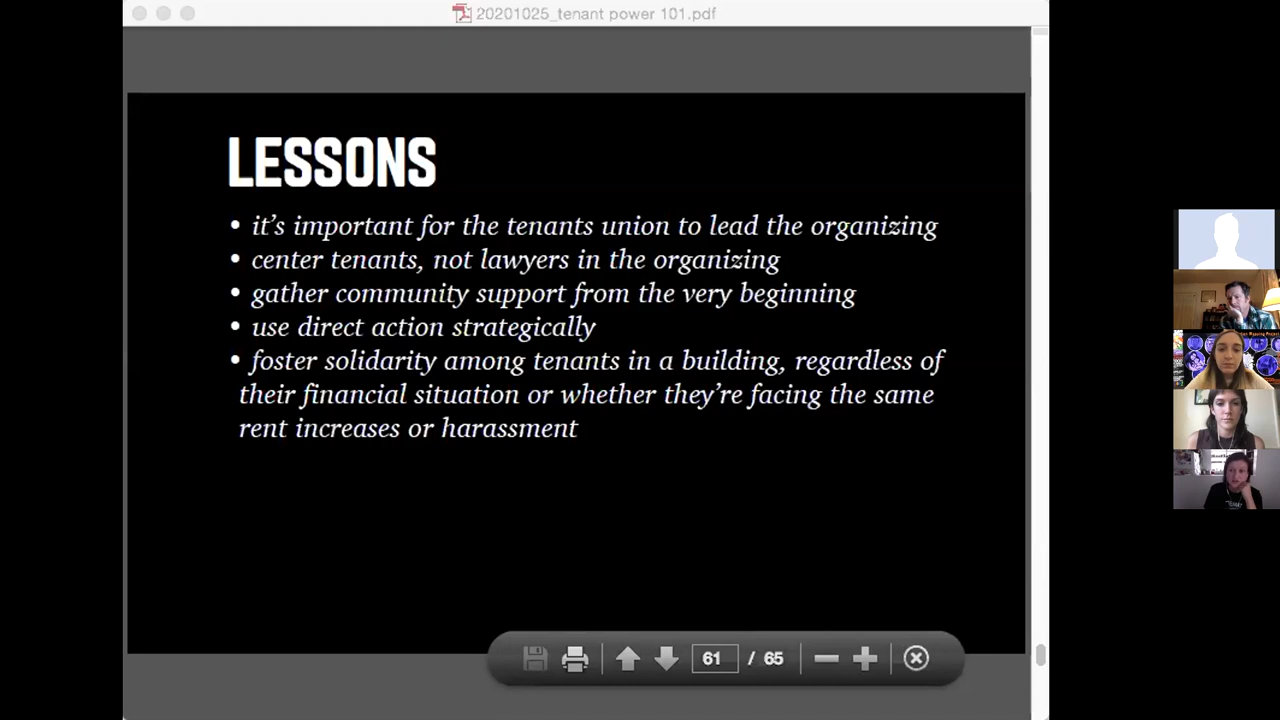 20201025_tenant power 101.pdf
LESSONS
• it’s important for the tenants union to lead the organizing
• center tenants, not lawyers in the organizing
• gather community support from the very beginning
• use direct action strategically
• foster solidarity among tenants in a building, regardless of
their financial situation or whether they’re facing the same
rent increases or harassment
61 / 65